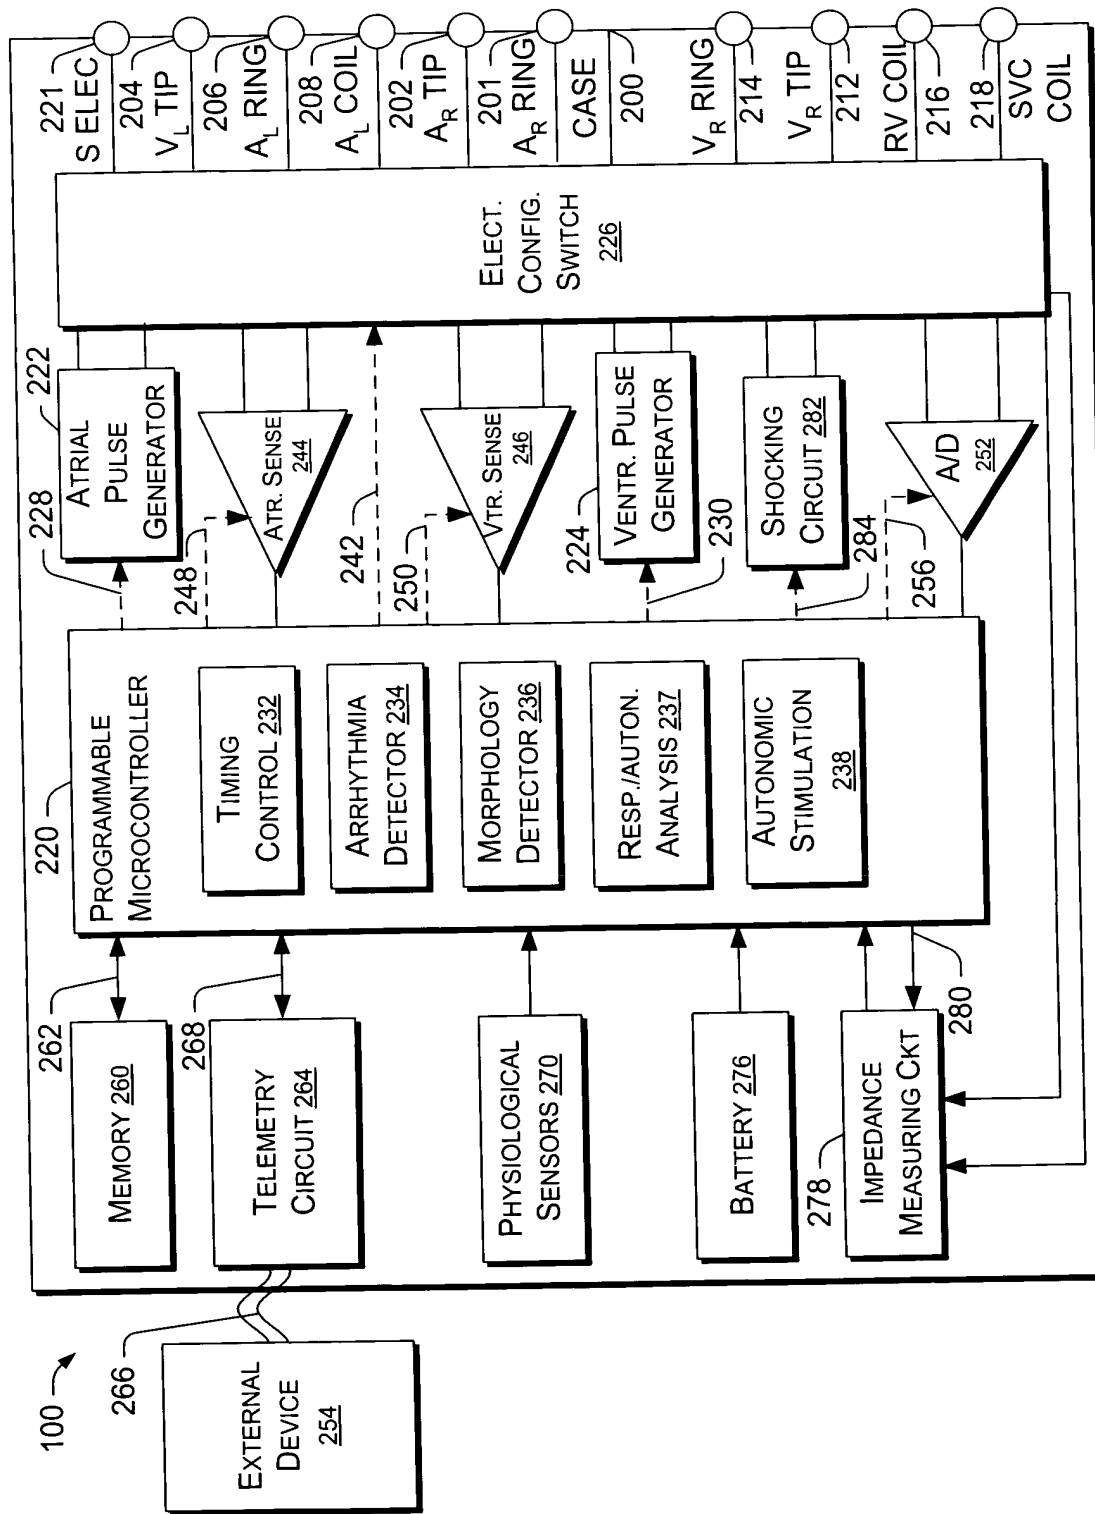 221
S ELEC
204
VL TIP
206
AL RING
208
AL COIL
202
AR TIP
201
AR RING
CASE
200
VR RING
214
VR TIP
212
RV COIL
216
218
SVC
COIL
ELECT.
CONFIG.
SWITCH
226
222
ATRIAL
PULSE
GENERATOR
228
248
ATR. SENSE
244
242
250
VTR. SENSE
246
224
VENTR. PULSE
GENERATOR
230
SHOCKING
CIRCUIT 282
284
256
A/D
252
220
PROGRAMMABLE
MICROCONTROLLER
TIMING
CONTROL 232
ARRHYTHMIA
DETECTOR 234
MORPHOLOGY
DETECTOR 236
RESP./AUTON.
ANALYSIS 237
AUTONOMIC
STIMULATION
238
262
268
280
MEMORY 260
TELEMETRY
CIRCUIT 264
PHYSIOLOGICAL
SENSORS 270
BATTERY 276
278
IMPEDANCE
MEASURING CKT
100
266
EXTERNAL
DEVICE
254